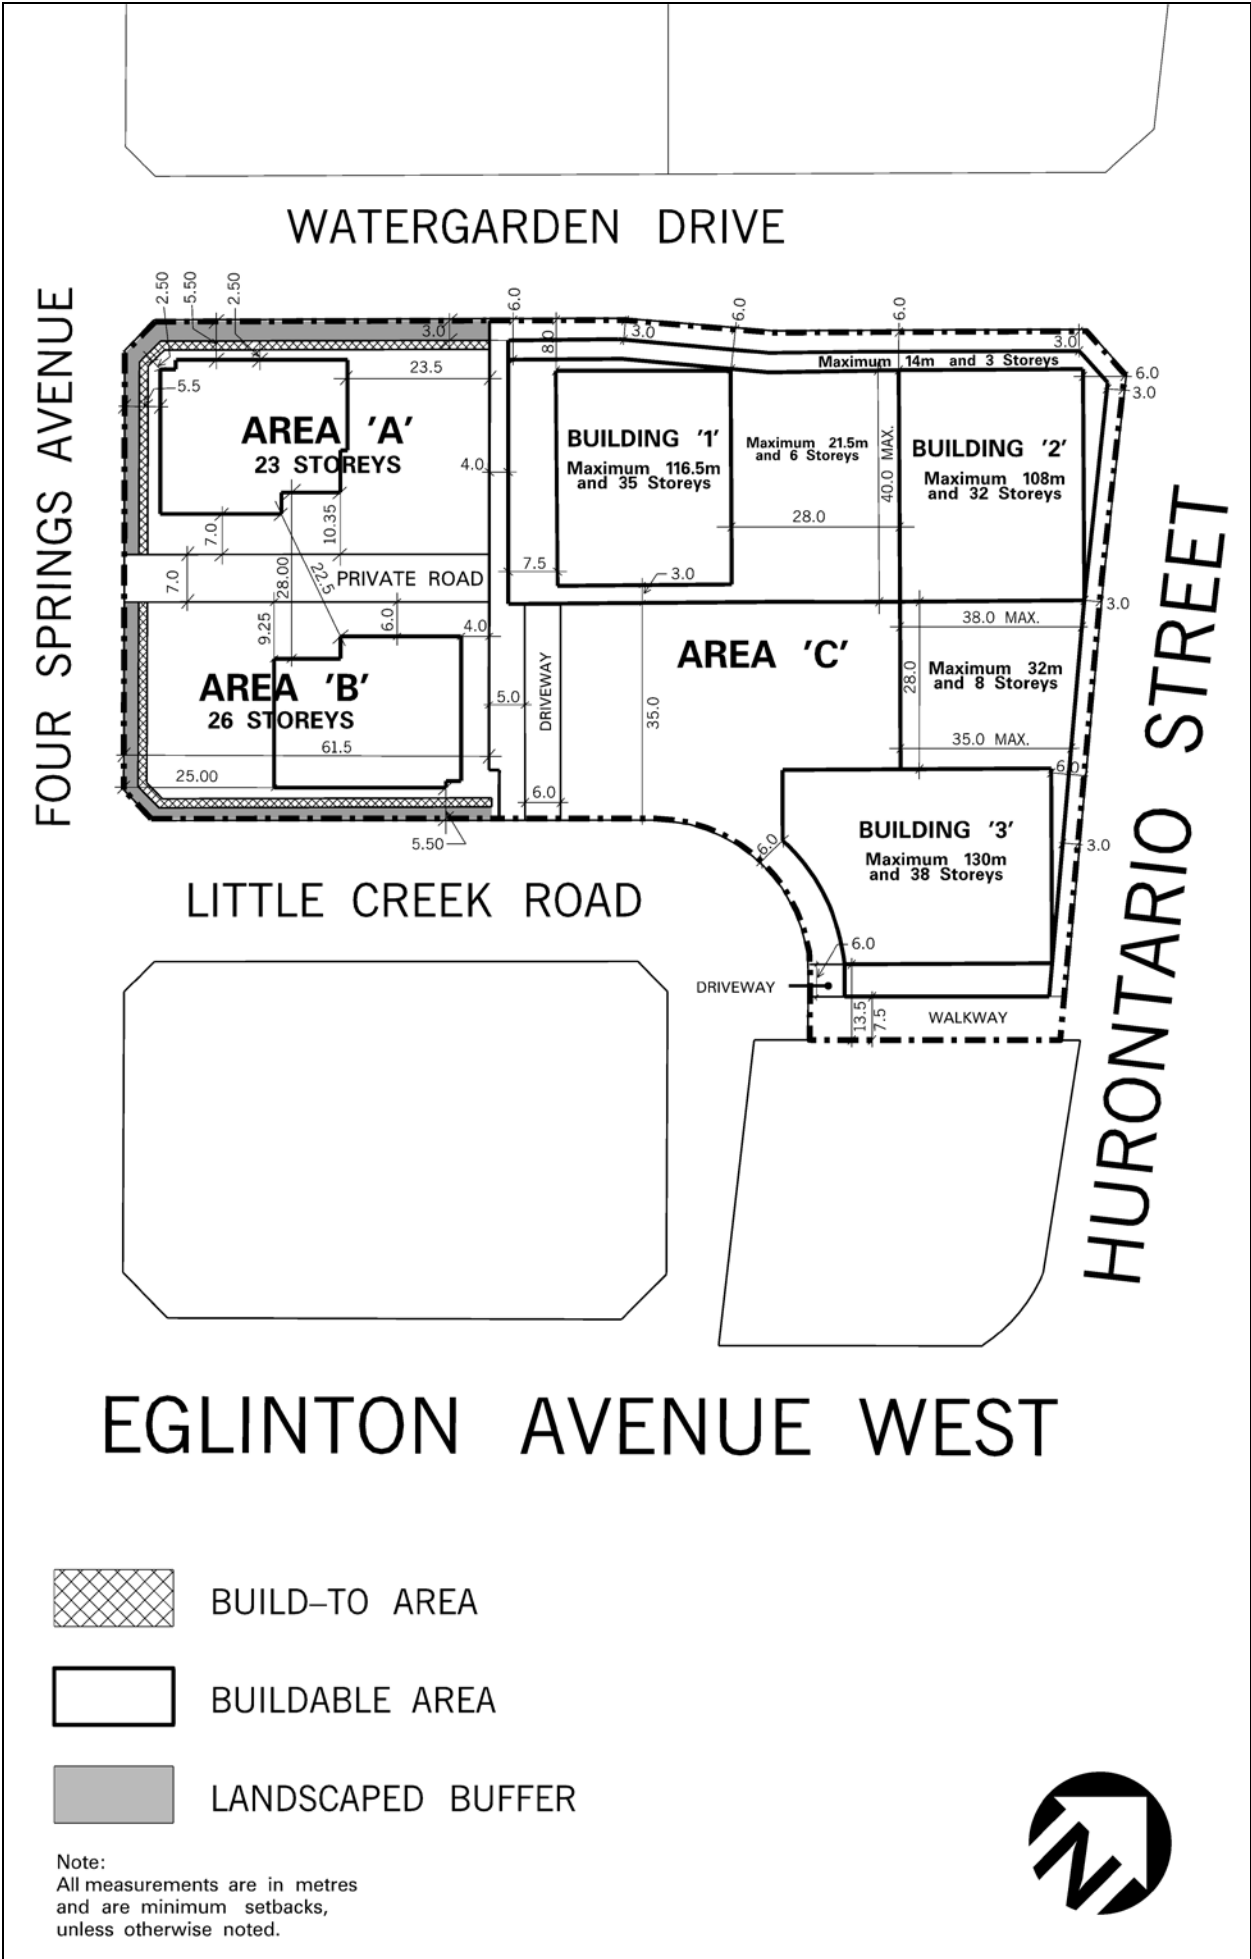 WATERGARDEN DRIVE
FOUR SPRINGS AVENUE
2.50
5.50
2.50
6.0
6.0
6.0
3.0
8.0
3.0
3.0
Maximum 14m and 3 Storeys
6.0
3.0
5.5
23.5
AREA 'A'
23 STOREYS
4.0
BUILDING '1'
Maximum 116.5m
and 35 Storeys
Maximum 21.5m
and 6 Storeys
40.0 MAX.
BUILDING '2'
Maximum 108m
and 32 Storeys
28.0
7.0
10.35
7.0
28.00
22.5
PRIVATE ROAD
7.5
3.0
3.0
9.25
6.0
4.0
38.0 MAX.
AREA 'B'
26 STOREYS
AREA 'C'
28.0
Maximum 32m
and 8 Storeys
5.0
DRIVEWAY
35.0
61.5
35.0 MAX.
25.00
6.0
6.0
5.50
6.0
BUILDING '3'
Maximum 130m
and 38 Storeys
3.0
LITTLE CREEK ROAD
6.0
DRIVEWAY
13.5
7.5
WALKWAY
HURONTARIO STREET
EGLINTON AVENUE WEST
BUILD–TO AREA
BUILDABLE AREA
LANDSCAPED BUFFER
Note:
All measurements are in metres
and are minimum setbacks,
unless otherwise noted.
N